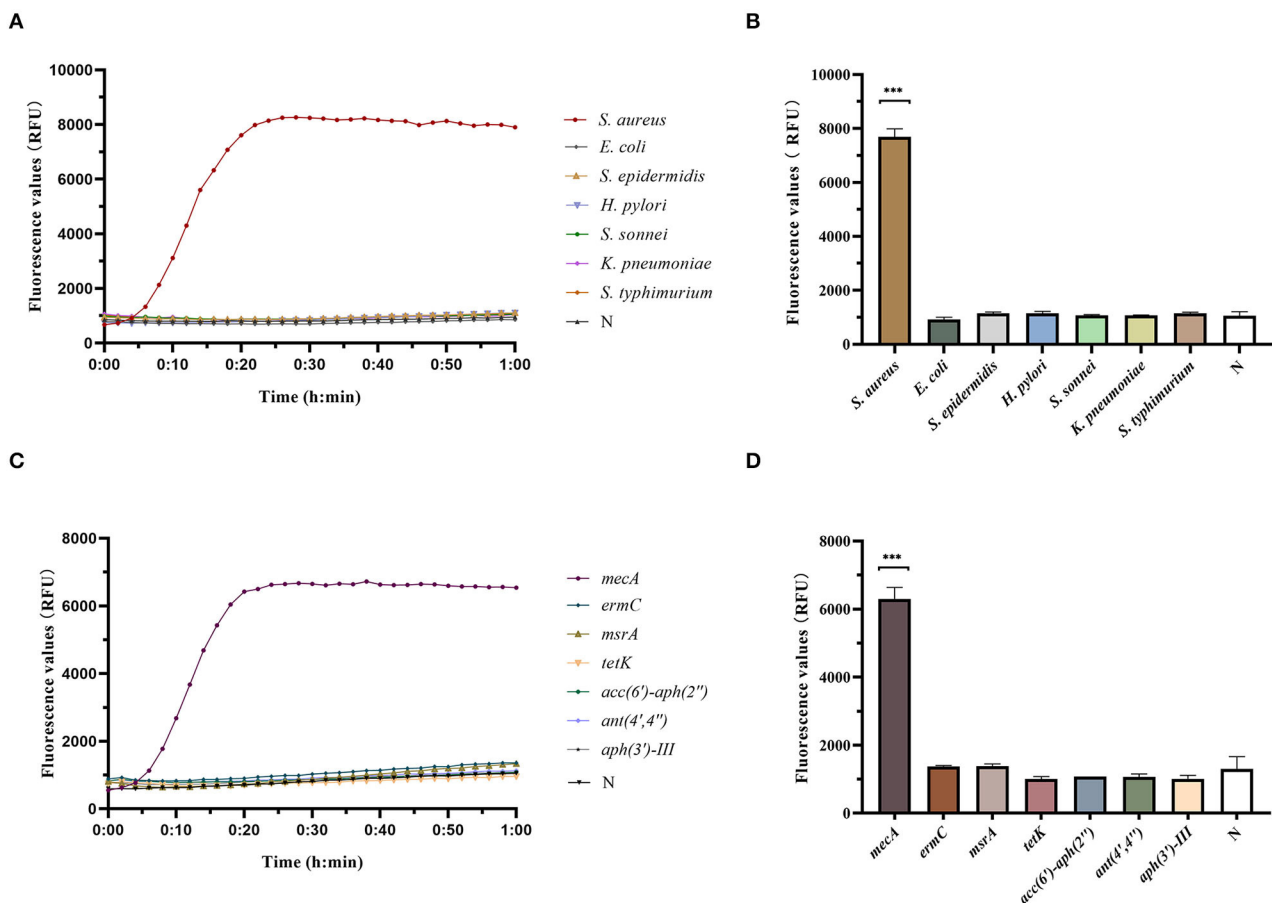 A
Fluorescence values (RFU)
10000
8000
6000
4000
2000
1000
0
0:00
0:10
0:20
0:30
0:40
0:50
1:00
Time (h:min)
S. aureus
E. coli
S. epidermidis
H. pylori
S. sonnei
K. pneumoniae
S. typhimurium
N
B
Fluorescence values ( RFU)
10000
8000
6000
4000
2000
1000
0
***
S. aureus
E. coli
S. epidermidis
H. pylori
S. sonnei
K. pneumoniae
S. typhimurium
N
C
Fluorescence values (RFU)
8000
6000
4000
2000
1000
0
0:00
0:10
0:20
0:30
0:40
0:50
1:00
Time (h:min)
mecA
ermC
msrA
tetK
acc(6')-aph(2'')
ant(4',4'')
aph(3')-III
N
D
Fluorescence values (RFU)
8000
6000
4000
2000
1000
0
***
mecA
ermC
msrA
tetK
acc(6')-aph(2'')
ant(4',4'')
aph(3')-III
N